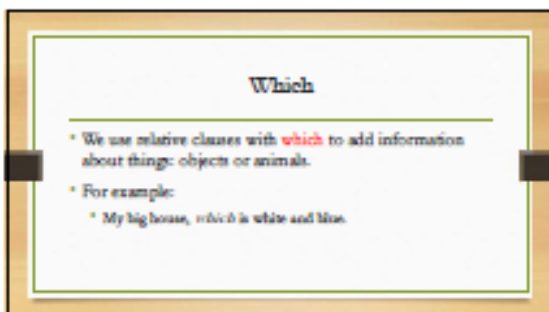 Which
We use relative clauses with which to add information
about things: objects or animals.
For example:
My big house, which is white and blue.